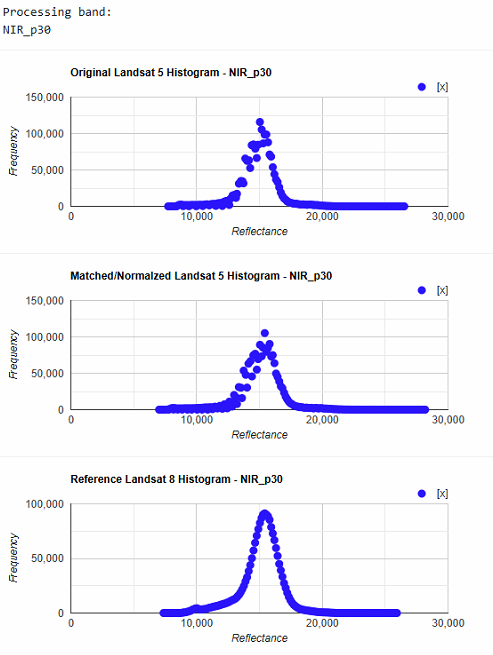 Processing band:
NIR_p30
Original Landsat 5 Histogram - NIR_p30
[x]
150,000
100,000
50,000
0
Frequency
0
10,000
20,000
30,000
Reflectance
Matched/Normalzed Landsat 5 Histogram - NIR_p30
[x]
150,000
100,000
50,000
0
Frequency
0
10,000
20,000
30,000
Reflectance
Reference Landsat 8 Histogram - NIR_p30
[x]
100,000
50,000
0
Frequency
0
10,000
20,000
30,000
Reflectance